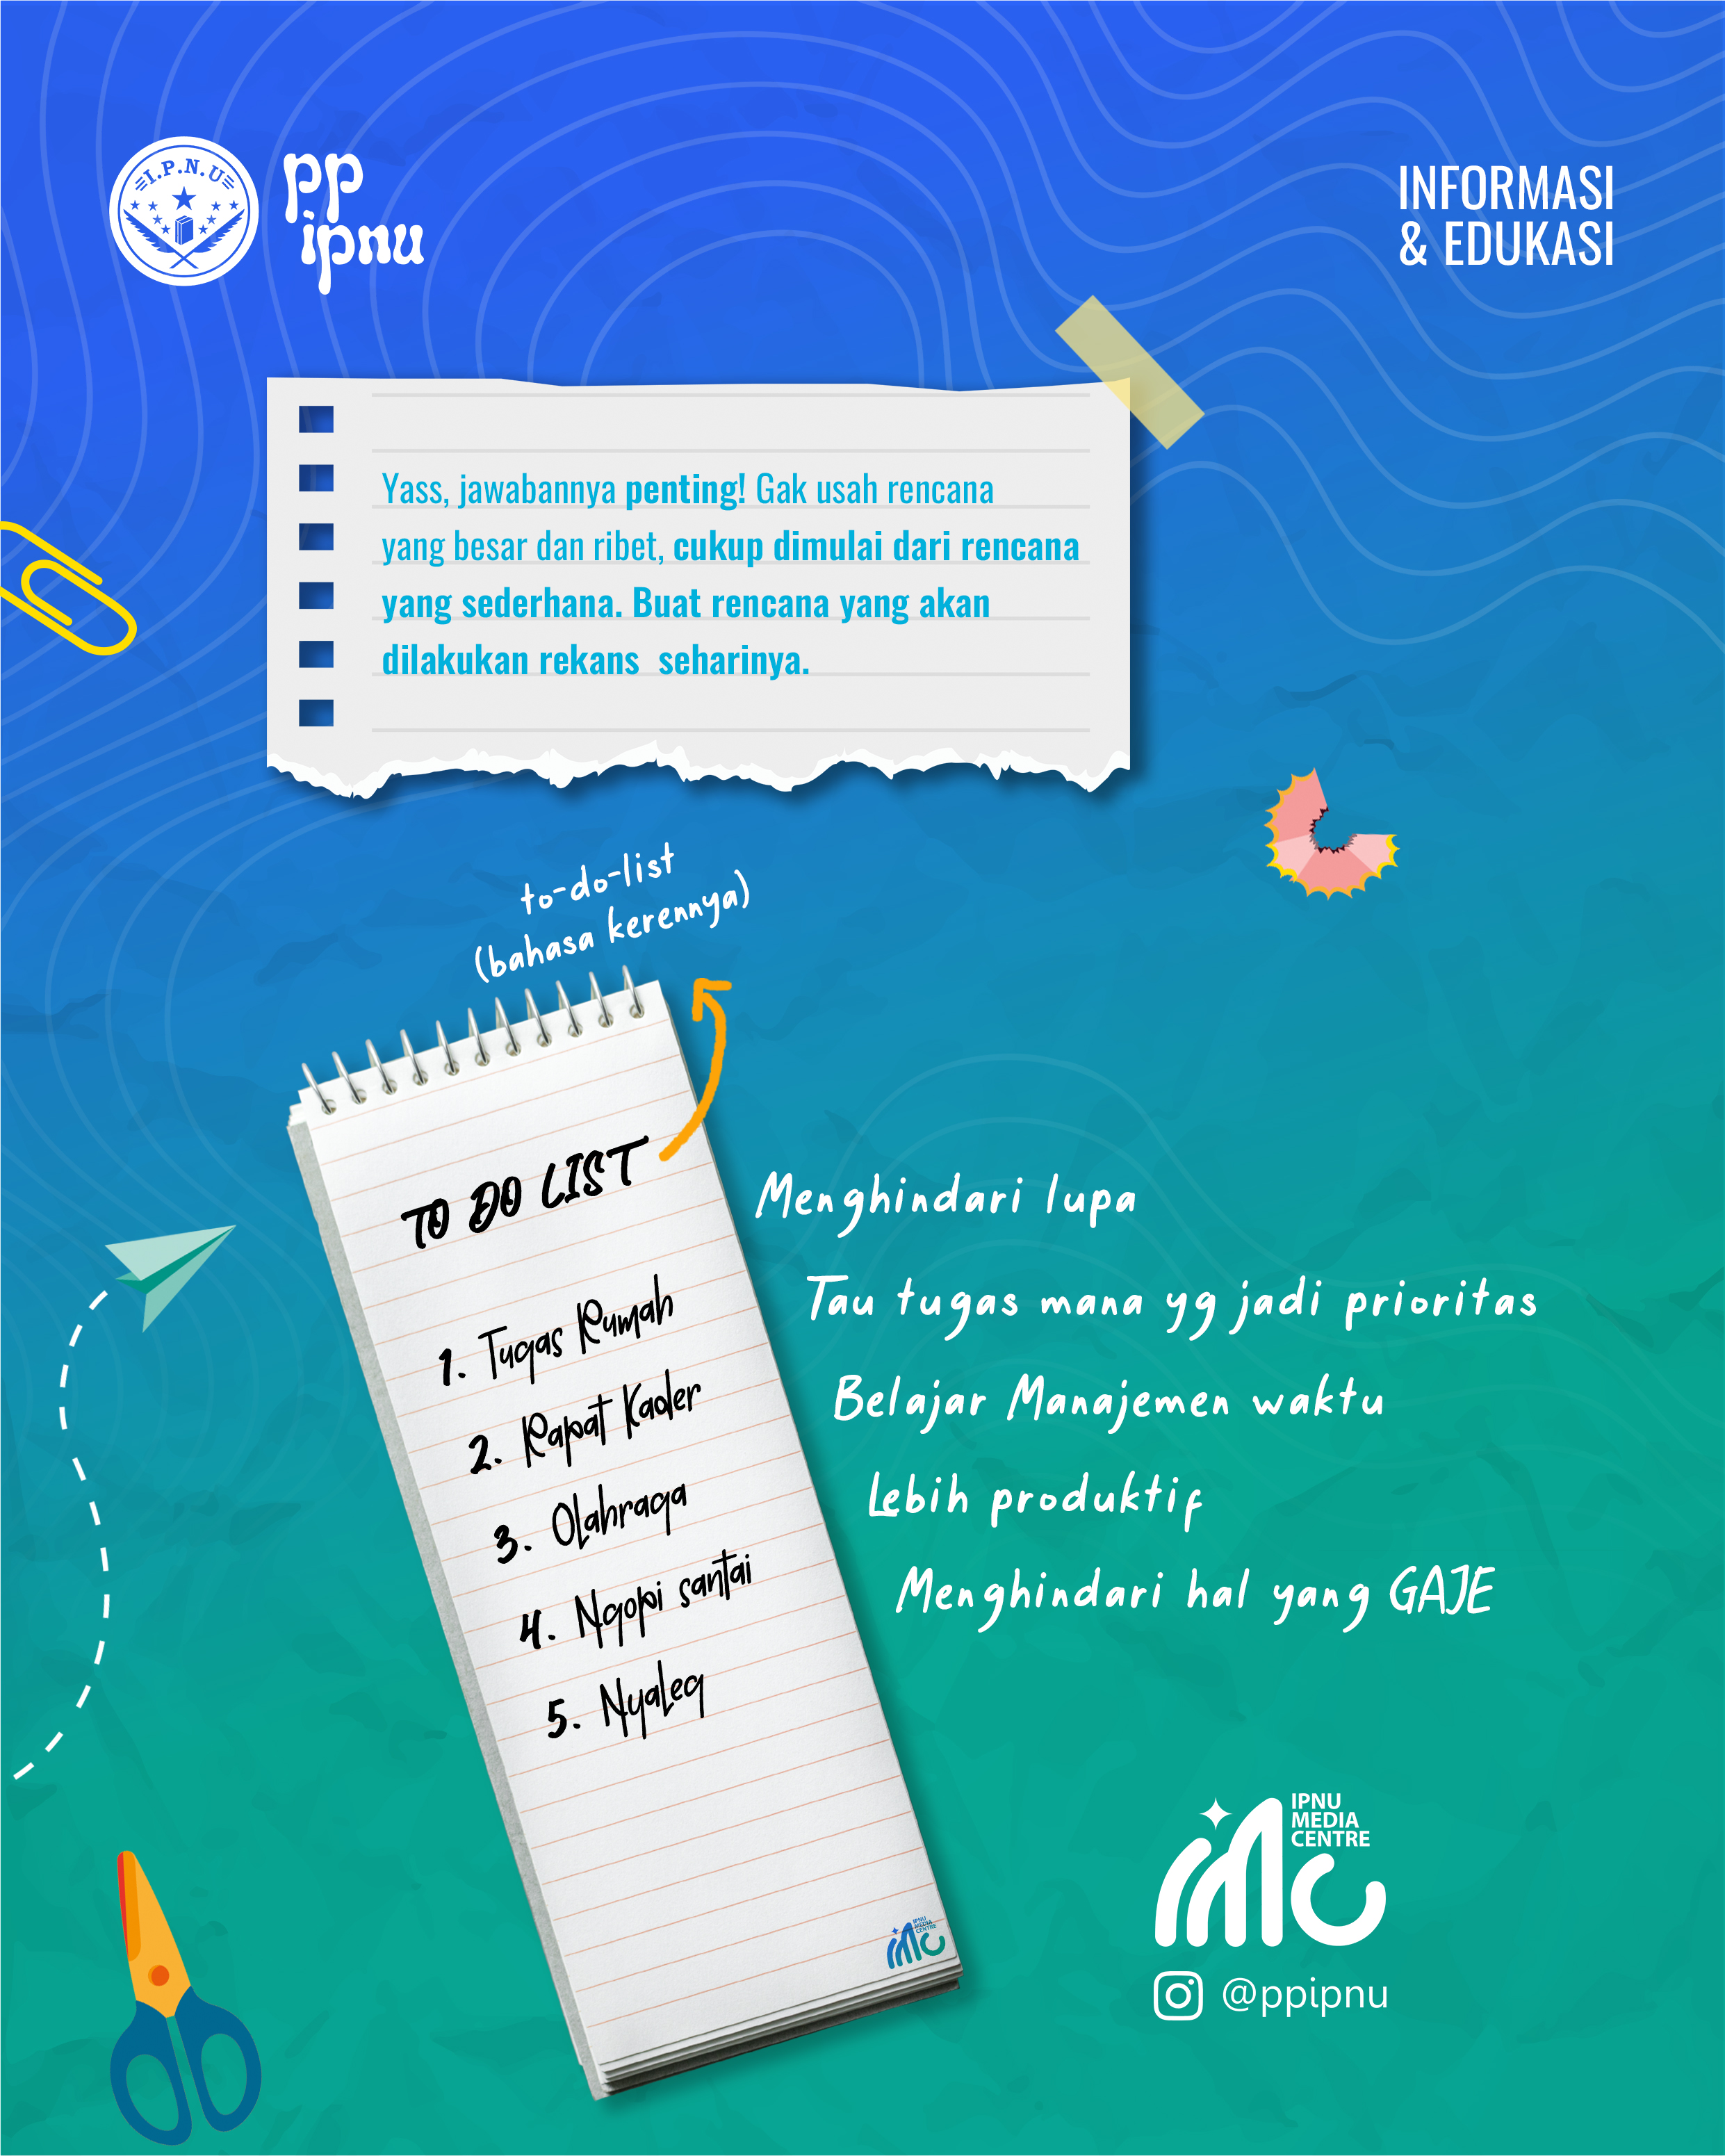 I.P.N.U
pp
ipnu
INFORMASI
& EDUKASI
Yass, jawabannya penting! Gak usah rencana
yang besar dan ribet, cukup dimulai dari rencana
yang sederhana. Buat rencana yang akan
dilakukan rekans seharinya.
to-do-list
(bahasa kerennya)
TO DO LIST
1. Tugas Rumah
2. Rapat Kader
3. Olahraga
4. Ngopi santai
5. Nyaleg
Menghindari lupa
Tau tugas mana yg jadi prioritas
Belajar Manajemen waktu
Lebih produktif
Menghindari hal yang GAJE
IPNU
MEDIA
CENTRE
IPNU
MEDIA
CENTRE
imc
@ppipnu